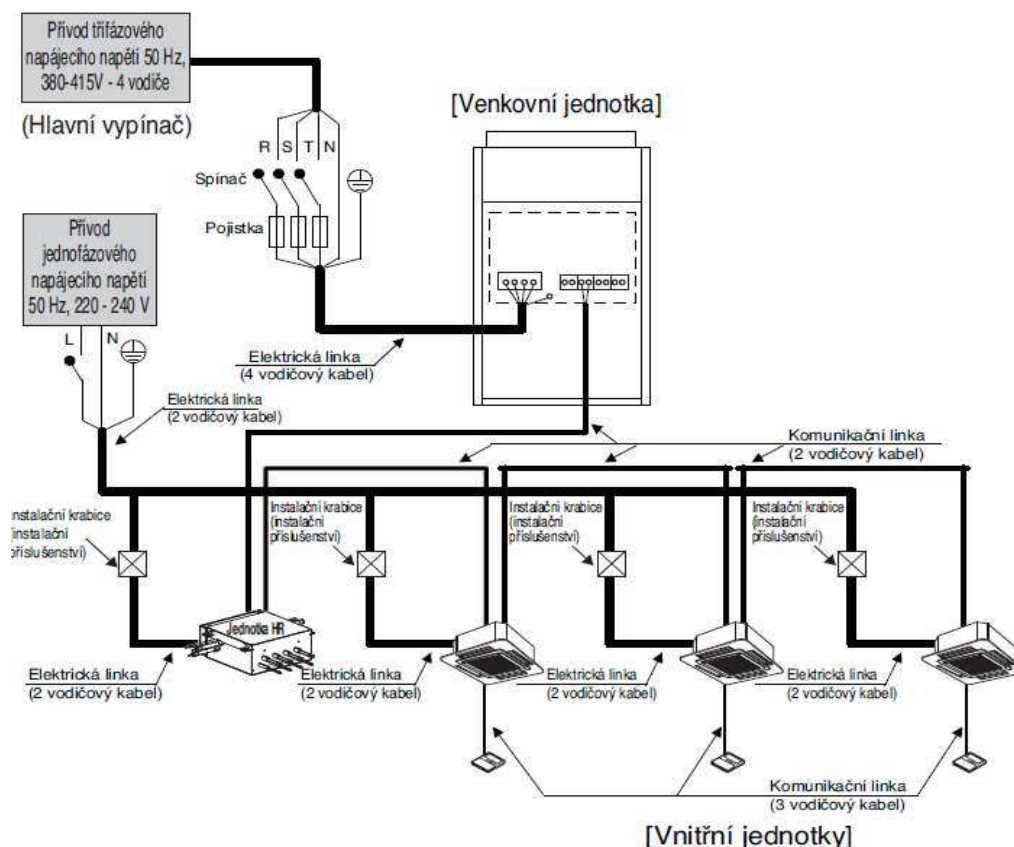 Přívod třífázového
napájecího napětí 50 Hz,
380-415V - 4 vodiče
(Hlavní vypínač)
[Venkovní jednotka]
R S T N
Spínač
Pojistka
Přívod
jednofázového
napájecího napětí
50 Hz, 220 - 240 V
L N
Elektrická linka
(4 vodičový kabel)
Elektrická linka
(2 vodičový kabel)
Komunikační linka
(2 vodičový kabel)
nstalační krabice
(instalační
příslušenství)
Instalační krabice
(instalační
příslušenství)
Instalační krabice
(instalační
příslušenství)
Instalační krabice
(instalační
příslušenství)
Jednotka HR
Elektrická linka
(2 vodičový kabel)
Elektrická linka
(2 vodičový kabel)
Elektrická linka
(2 vodičový kabel)
Elektrická linka
(2 vodičový kabel)
Komunikační linka
(3 vodičový kabel)
[Vnitřní jednotky]